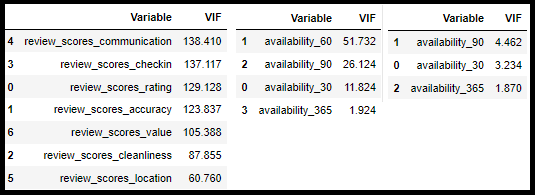 Variable VIF
4 review_scores_communication 138.410
3 review_scores_checkin 137.117
0 review_scores_rating 129.128
1 review_scores_accuracy 123.837
6 review_scores_value 105.388
2 review_scores_cleanliness 87.855
5 review_scores_location 60.760
Variable VIF
1 availability_60 51.732
2 availability_90 26.124
0 availability_30 11.824
3 availability_365 1.924
Variable VIF
1 availability_90 4.462
0 availability_30 3.234
2 availability_365 1.870